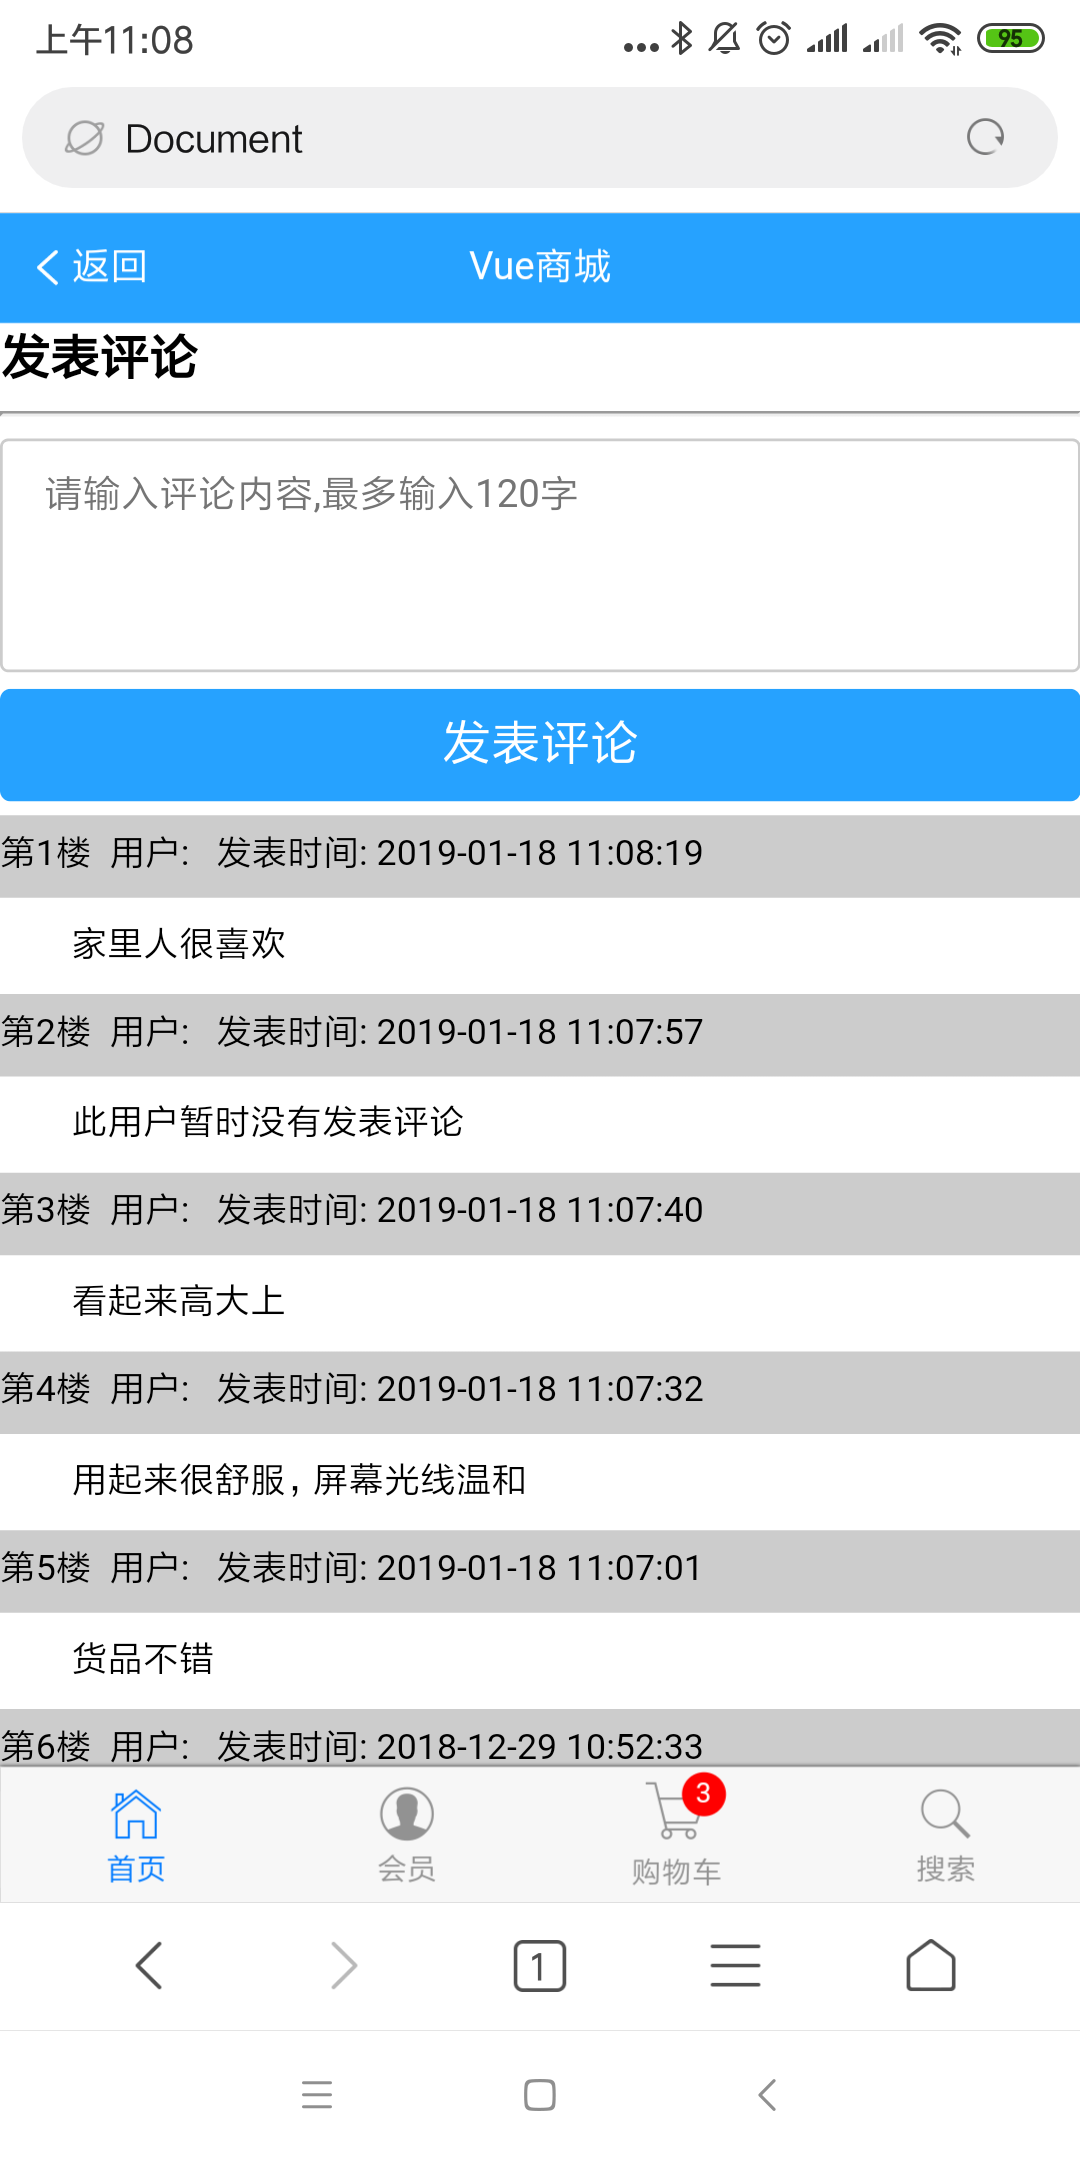 上午11:08
95
Document
返回
Vue商城
发表评论
请输入评论内容,最多输入120字
发表评论
第1楼 用户: 发表时间: 2019-01-18 11:08:19
家里人很喜欢
第2楼 用户: 发表时间: 2019-01-18 11:07:57
此用户暂时没有发表评论
第3楼 用户: 发表时间: 2019-01-18 11:07:40
看起来高大上
第4楼 用户: 发表时间: 2019-01-18 11:07:32
用起来很舒服，屏幕光线温和
第5楼 用户: 发表时间: 2019-01-18 11:07:01
货品不错
第6楼 用户: 发表时间: 2018-12-29 10:52:33
3
首页 会员 购物车 搜索
1